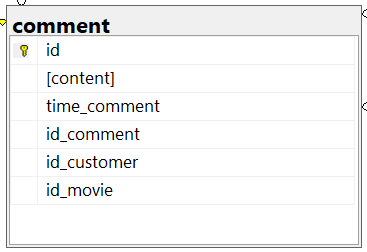 comment
id
[content]
time_comment
id_comment
id_customer
id_movie